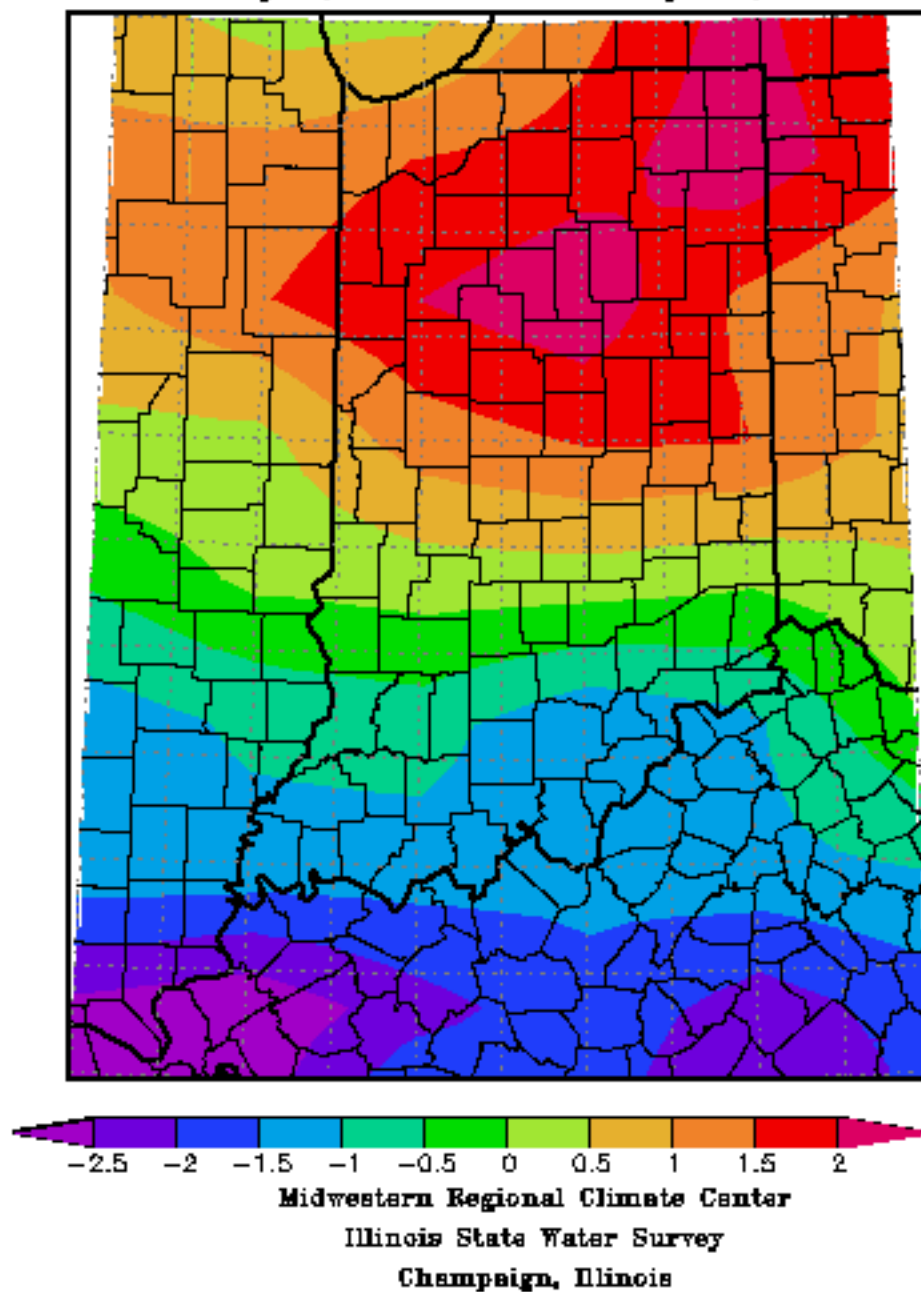 -2.5 -2 -1.5 -1 -0.5 0 0.5 1 1.5 2
Midwestern Regional Climate Center
Illinois State Water Survey
Champaign, Illinois